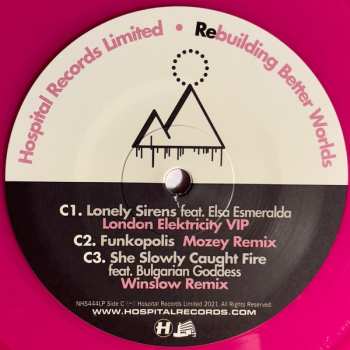 Hospital Records Limited • Rebuilding Better Worlds
C1. Lonely Sirens feat. Elsa Esmeralda
London Elektricity VIP
C2. Funkopolis Mozey Remix
C3. She Slowly Caught Fire
feat. Bulgarian Goddess
Winslow Remix
NHS444LP Side C (—) Hospital Records Limited 2021. All Rights Reserved.
WWW.HOSPITALRECORDS.COM
H